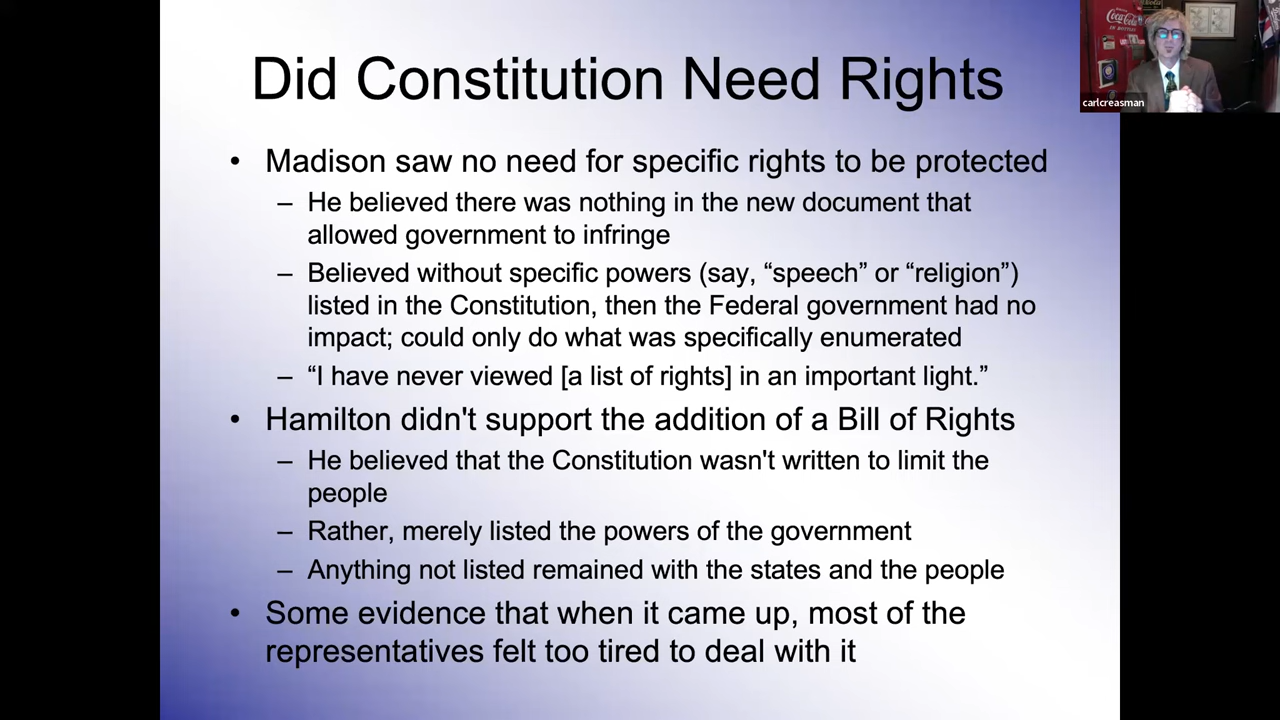 Did Constitution Need Rights
• Madison saw no need for specific rights to be protected
– He believed there was nothing in the new document that
allowed government to infringe
– Believed without specific powers (say, “speech” or “religion”)
listed in the Constitution, then the Federal government had no
impact; could only do what was specifically enumerated
– “I have never viewed [a list of rights] in an important light.”
• Hamilton didn't support the addition of a Bill of Rights
– He believed that the Constitution wasn't written to limit the
people
– Rather, merely listed the powers of the government
– Anything not listed remained with the states and the people
• Some evidence that when it came up, most of the
representatives felt too tired to deal with it
Coca-Cola
carlcreasman